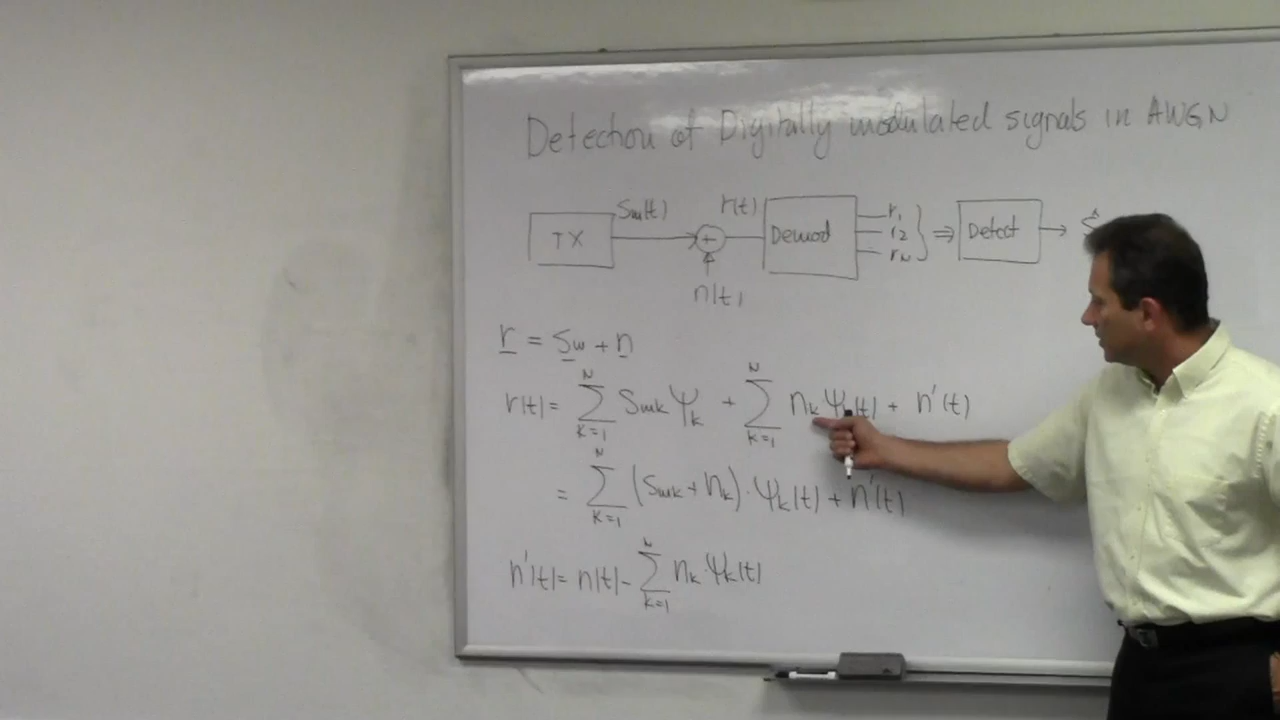 Detection of Digitally modulated signals in AWGN
Sm(t) r(t)
TX + Demod r1 r2 rN } ⇒ Detect → Ŝ
n(t)
r = Sm + n
r(t) = N ∑ k=1 Smk Ψk + N ∑ k=1 nk Ψk(t) + n'(t)
= N ∑ k=1 (Smk + nk) · Ψk(t) + n'(t)
n'(t) = n(t) - N ∑ k=1 nk Ψk(t)